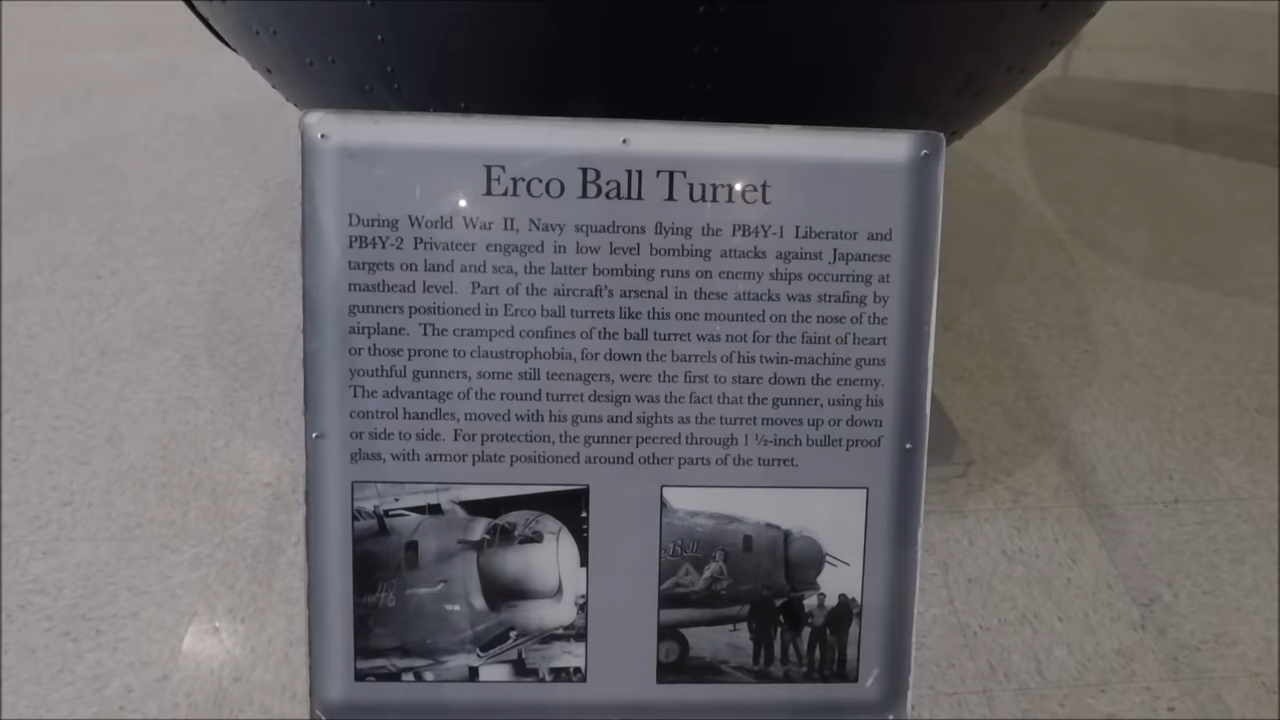 Erco Ball Turret
During World War II, Navy squadrons flying the PB4Y-1 Liberator and
PB4Y-2 Privateer engaged in low level bombing attacks against Japanese
targets on land and sea, the latter bombing runs on enemy ships occurring at
masthead level. Part of the aircraft's arsenal in these attacks was strafing by
gunners positioned in Erco ball turrets like this one mounted on the nose of the
airplane. The cramped confines of the ball turret was not for the faint of heart
or those prone to claustrophobia, for down the barrels of his twin-machine guns
youthful gunners, some still teenagers, were the first to stare down the enemy.
The advantage of the round turret design was the fact that the gunner, using his
control handles, moved with his guns and sights as the turret moves up or down
or side to side. For protection, the gunner peered through 1 ½-inch bullet proof
glass, with armor plate positioned around other parts of the turret.
Bell